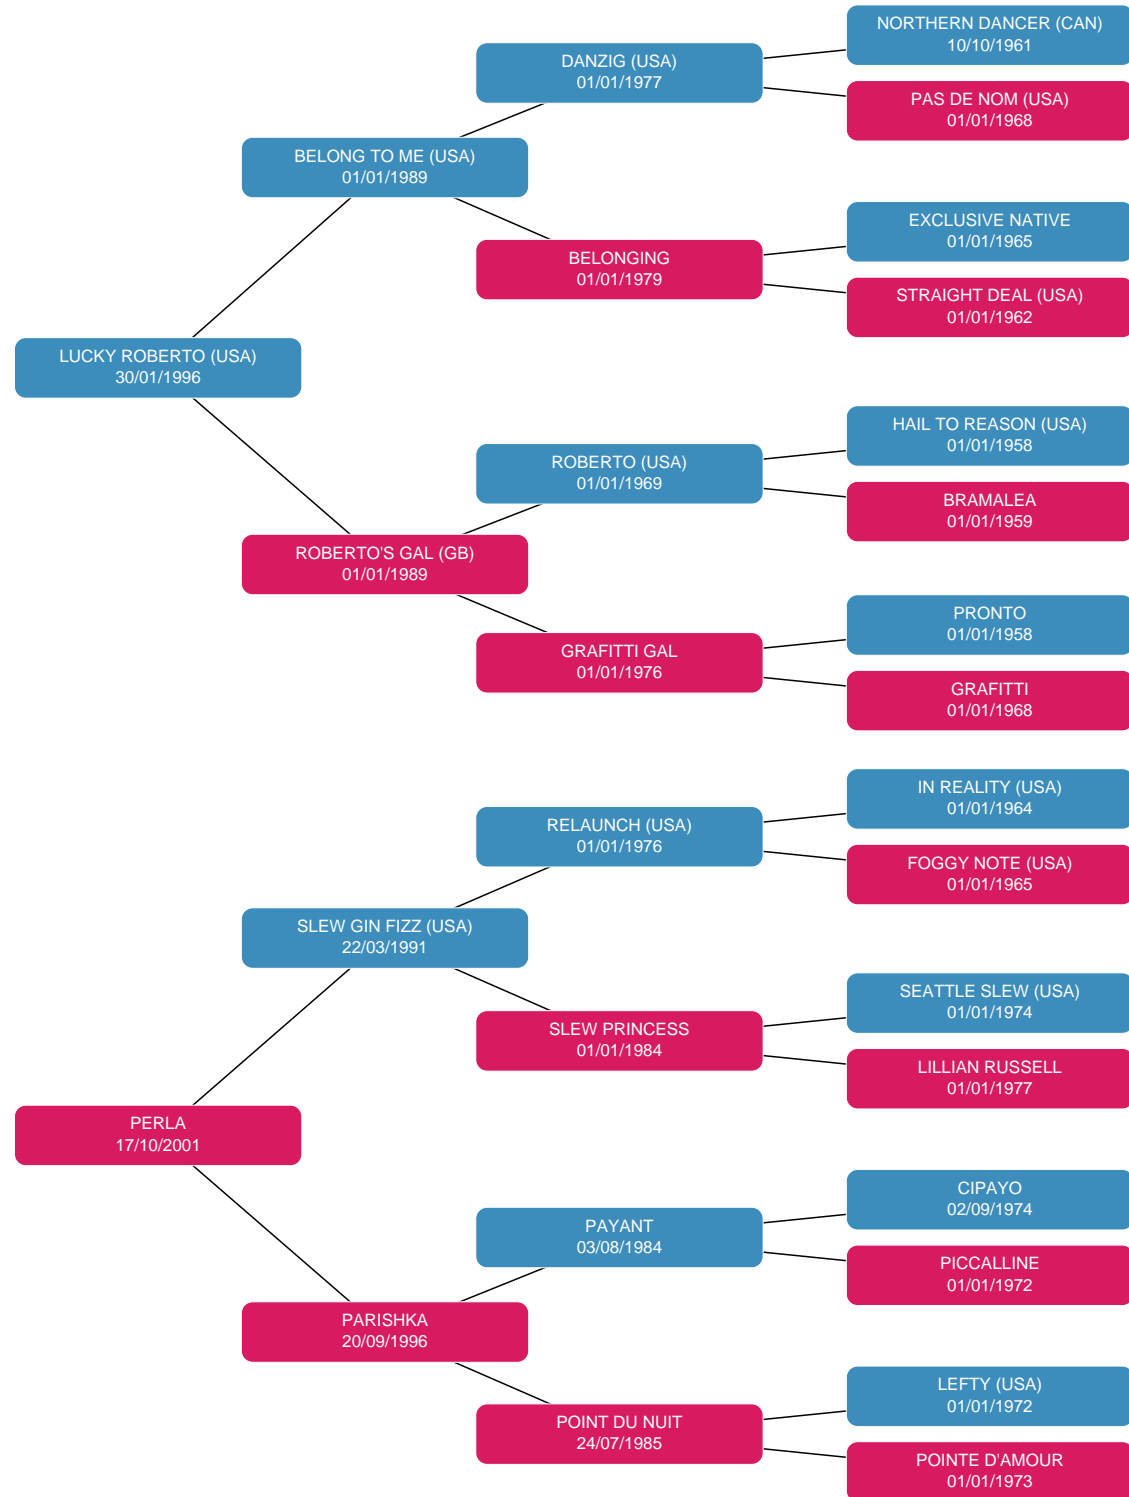 NORTHERN DANCER (CAN)
10/10/1961
DANZIG (USA)
01/01/1977
PAS DE NOM (USA)
01/01/1968
BELONG TO ME (USA)
01/01/1989
EXCLUSIVE NATIVE
01/01/1965
BELONGING
01/01/1979
STRAIGHT DEAL (USA)
01/01/1962
LUCKY ROBERTO (USA)
30/01/1996
HAIL TO REASON (USA)
01/01/1958
ROBERTO (USA)
01/01/1969
BRAMALEA
01/01/1959
ROBERTO'S GAL (GB)
01/01/1989
PRONTO
01/01/1958
GRAFITTI GAL
01/01/1976
GRAFITTI
01/01/1968
IN REALITY (USA)
01/01/1964
RELAUNCH (USA)
01/01/1976
FOGGY NOTE (USA)
01/01/1965
SLEW GIN FIZZ (USA)
22/03/1991
SEATTLE SLEW (USA)
01/01/1974
SLEW PRINCESS
01/01/1984
LILLIAN RUSSELL
01/01/1977
PERLA
17/10/2001
CIPAYO
02/09/1974
PAYANT
03/08/1984
PICCALLINE
01/01/1972
PARISHKA
20/09/1996
LEFTY (USA)
01/01/1972
POINT DU NUIT
24/07/1985
POINTE D'AMOUR
01/01/1973